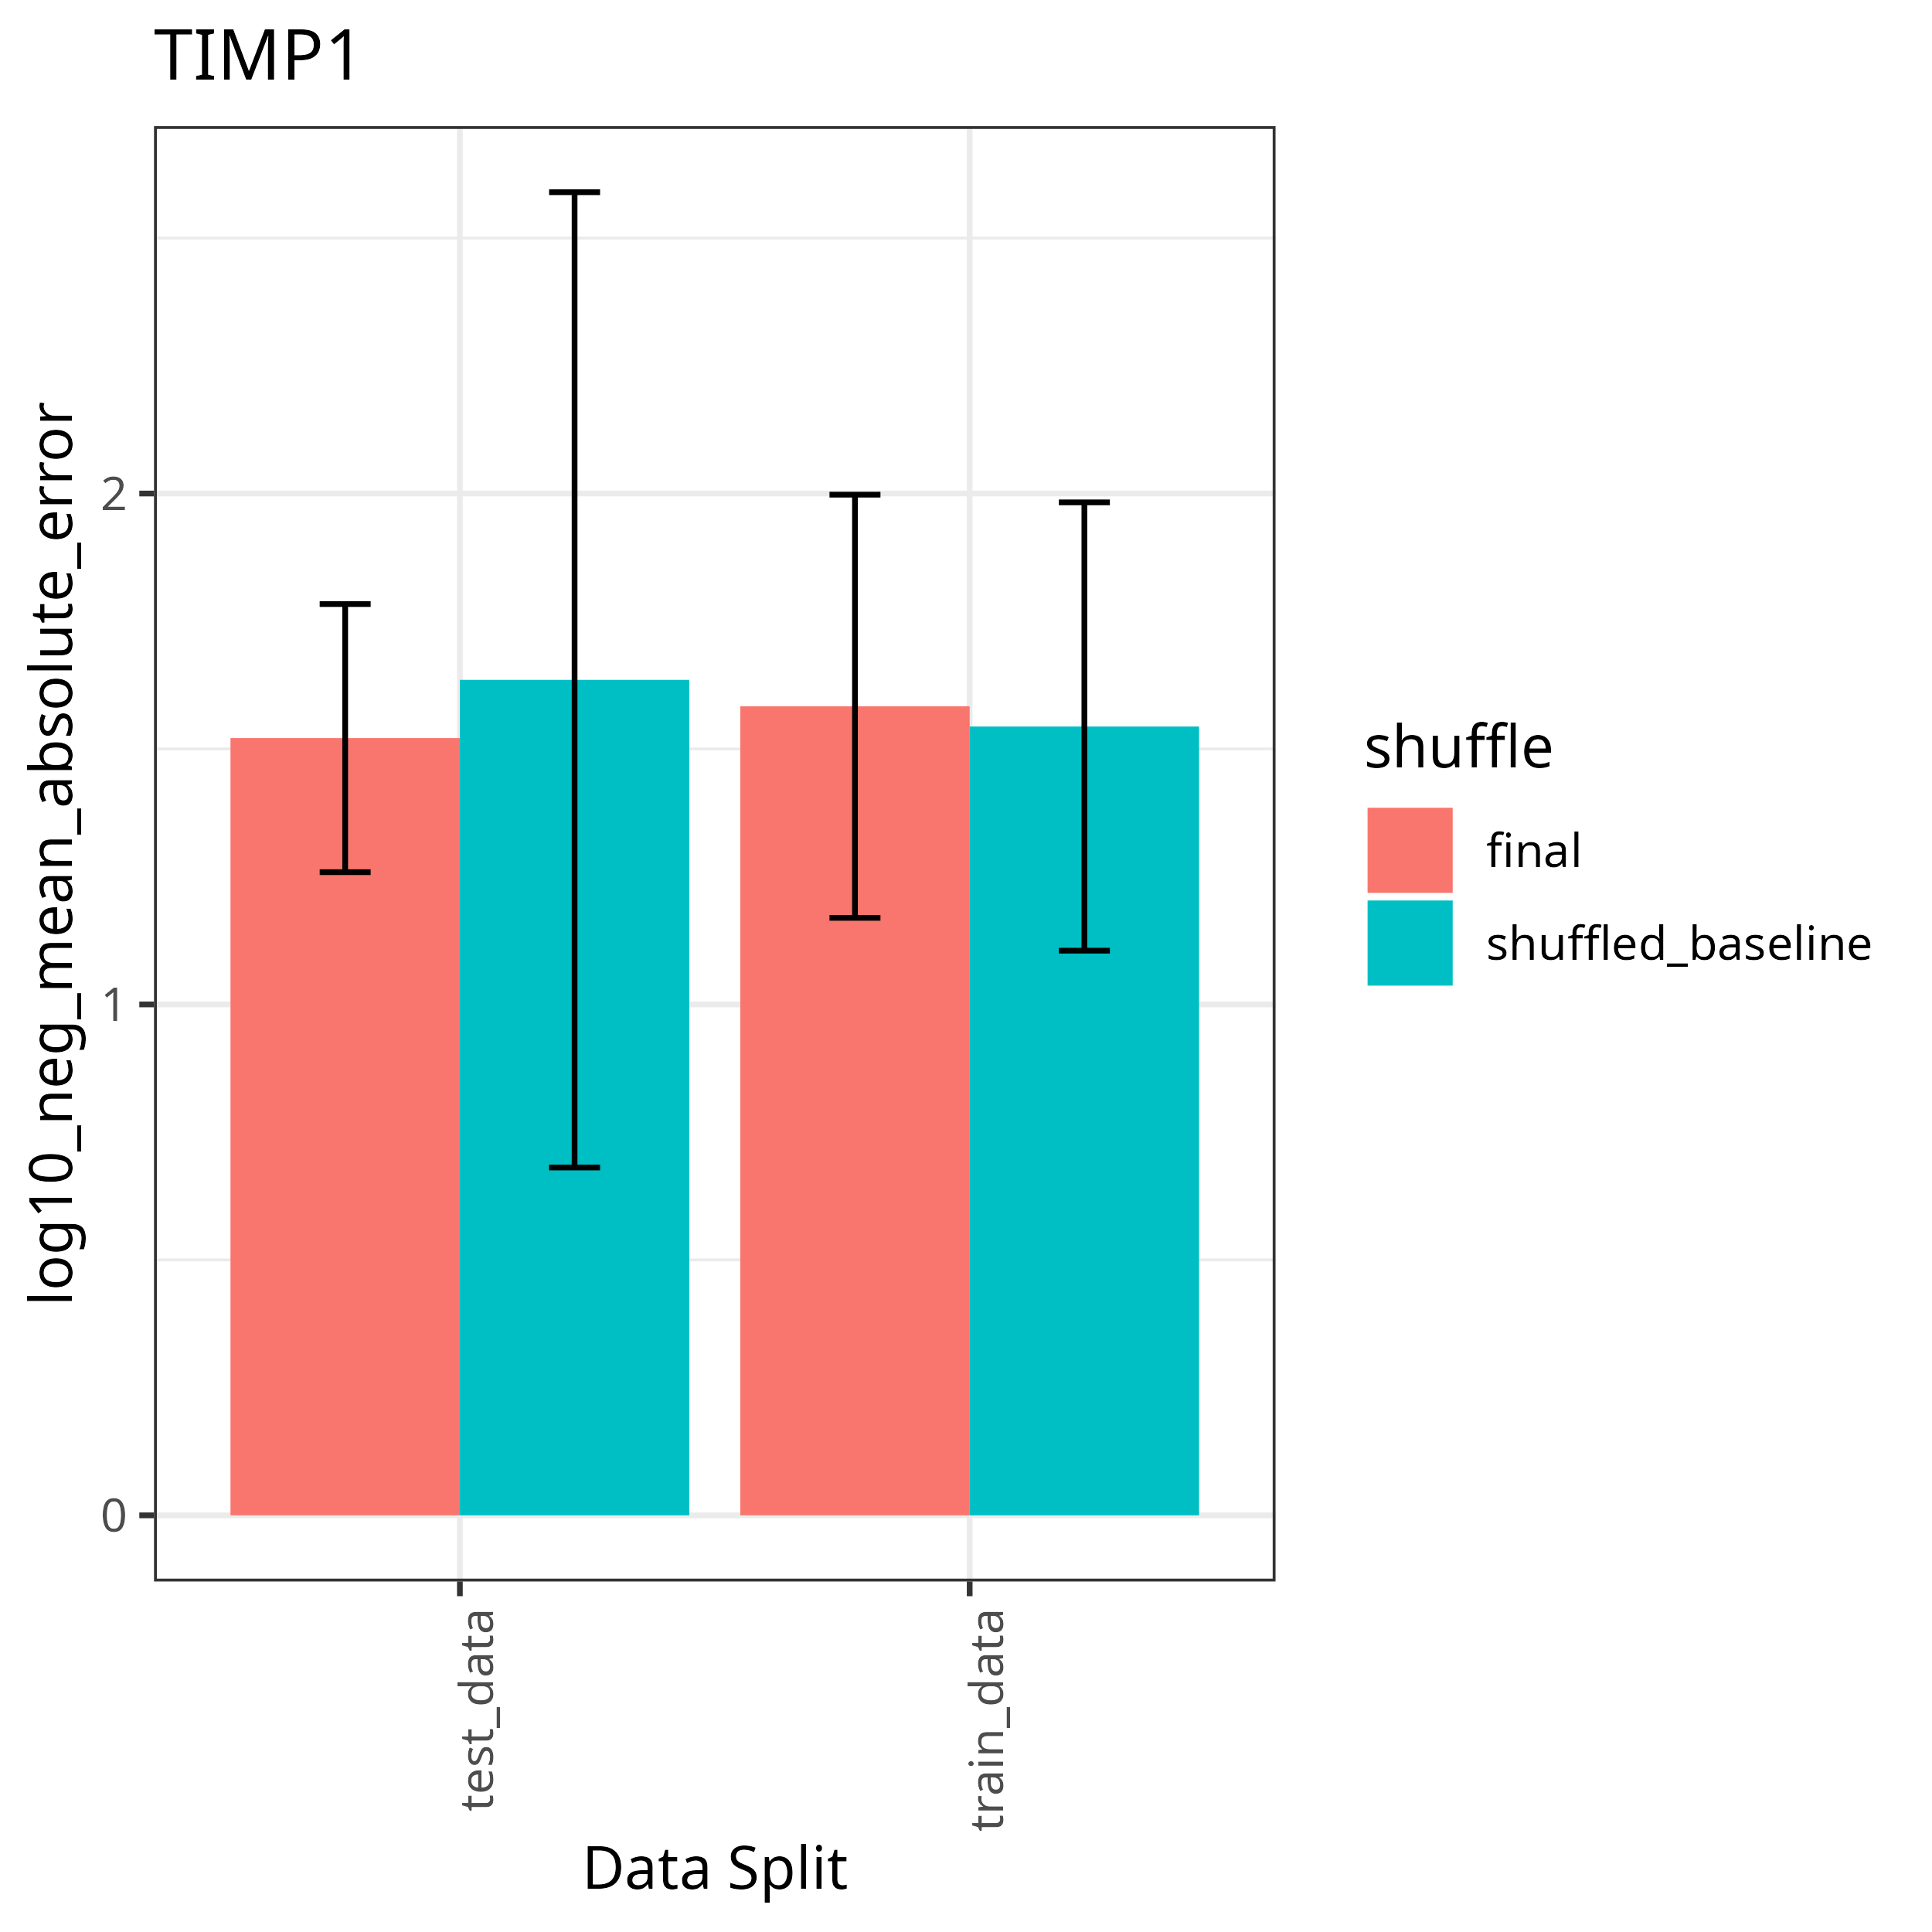 TIMP1
log10_neg_mean_absolute_error
2
1
0
test_data
train_data
Data Split
shuffle
final
shuffled_baseline